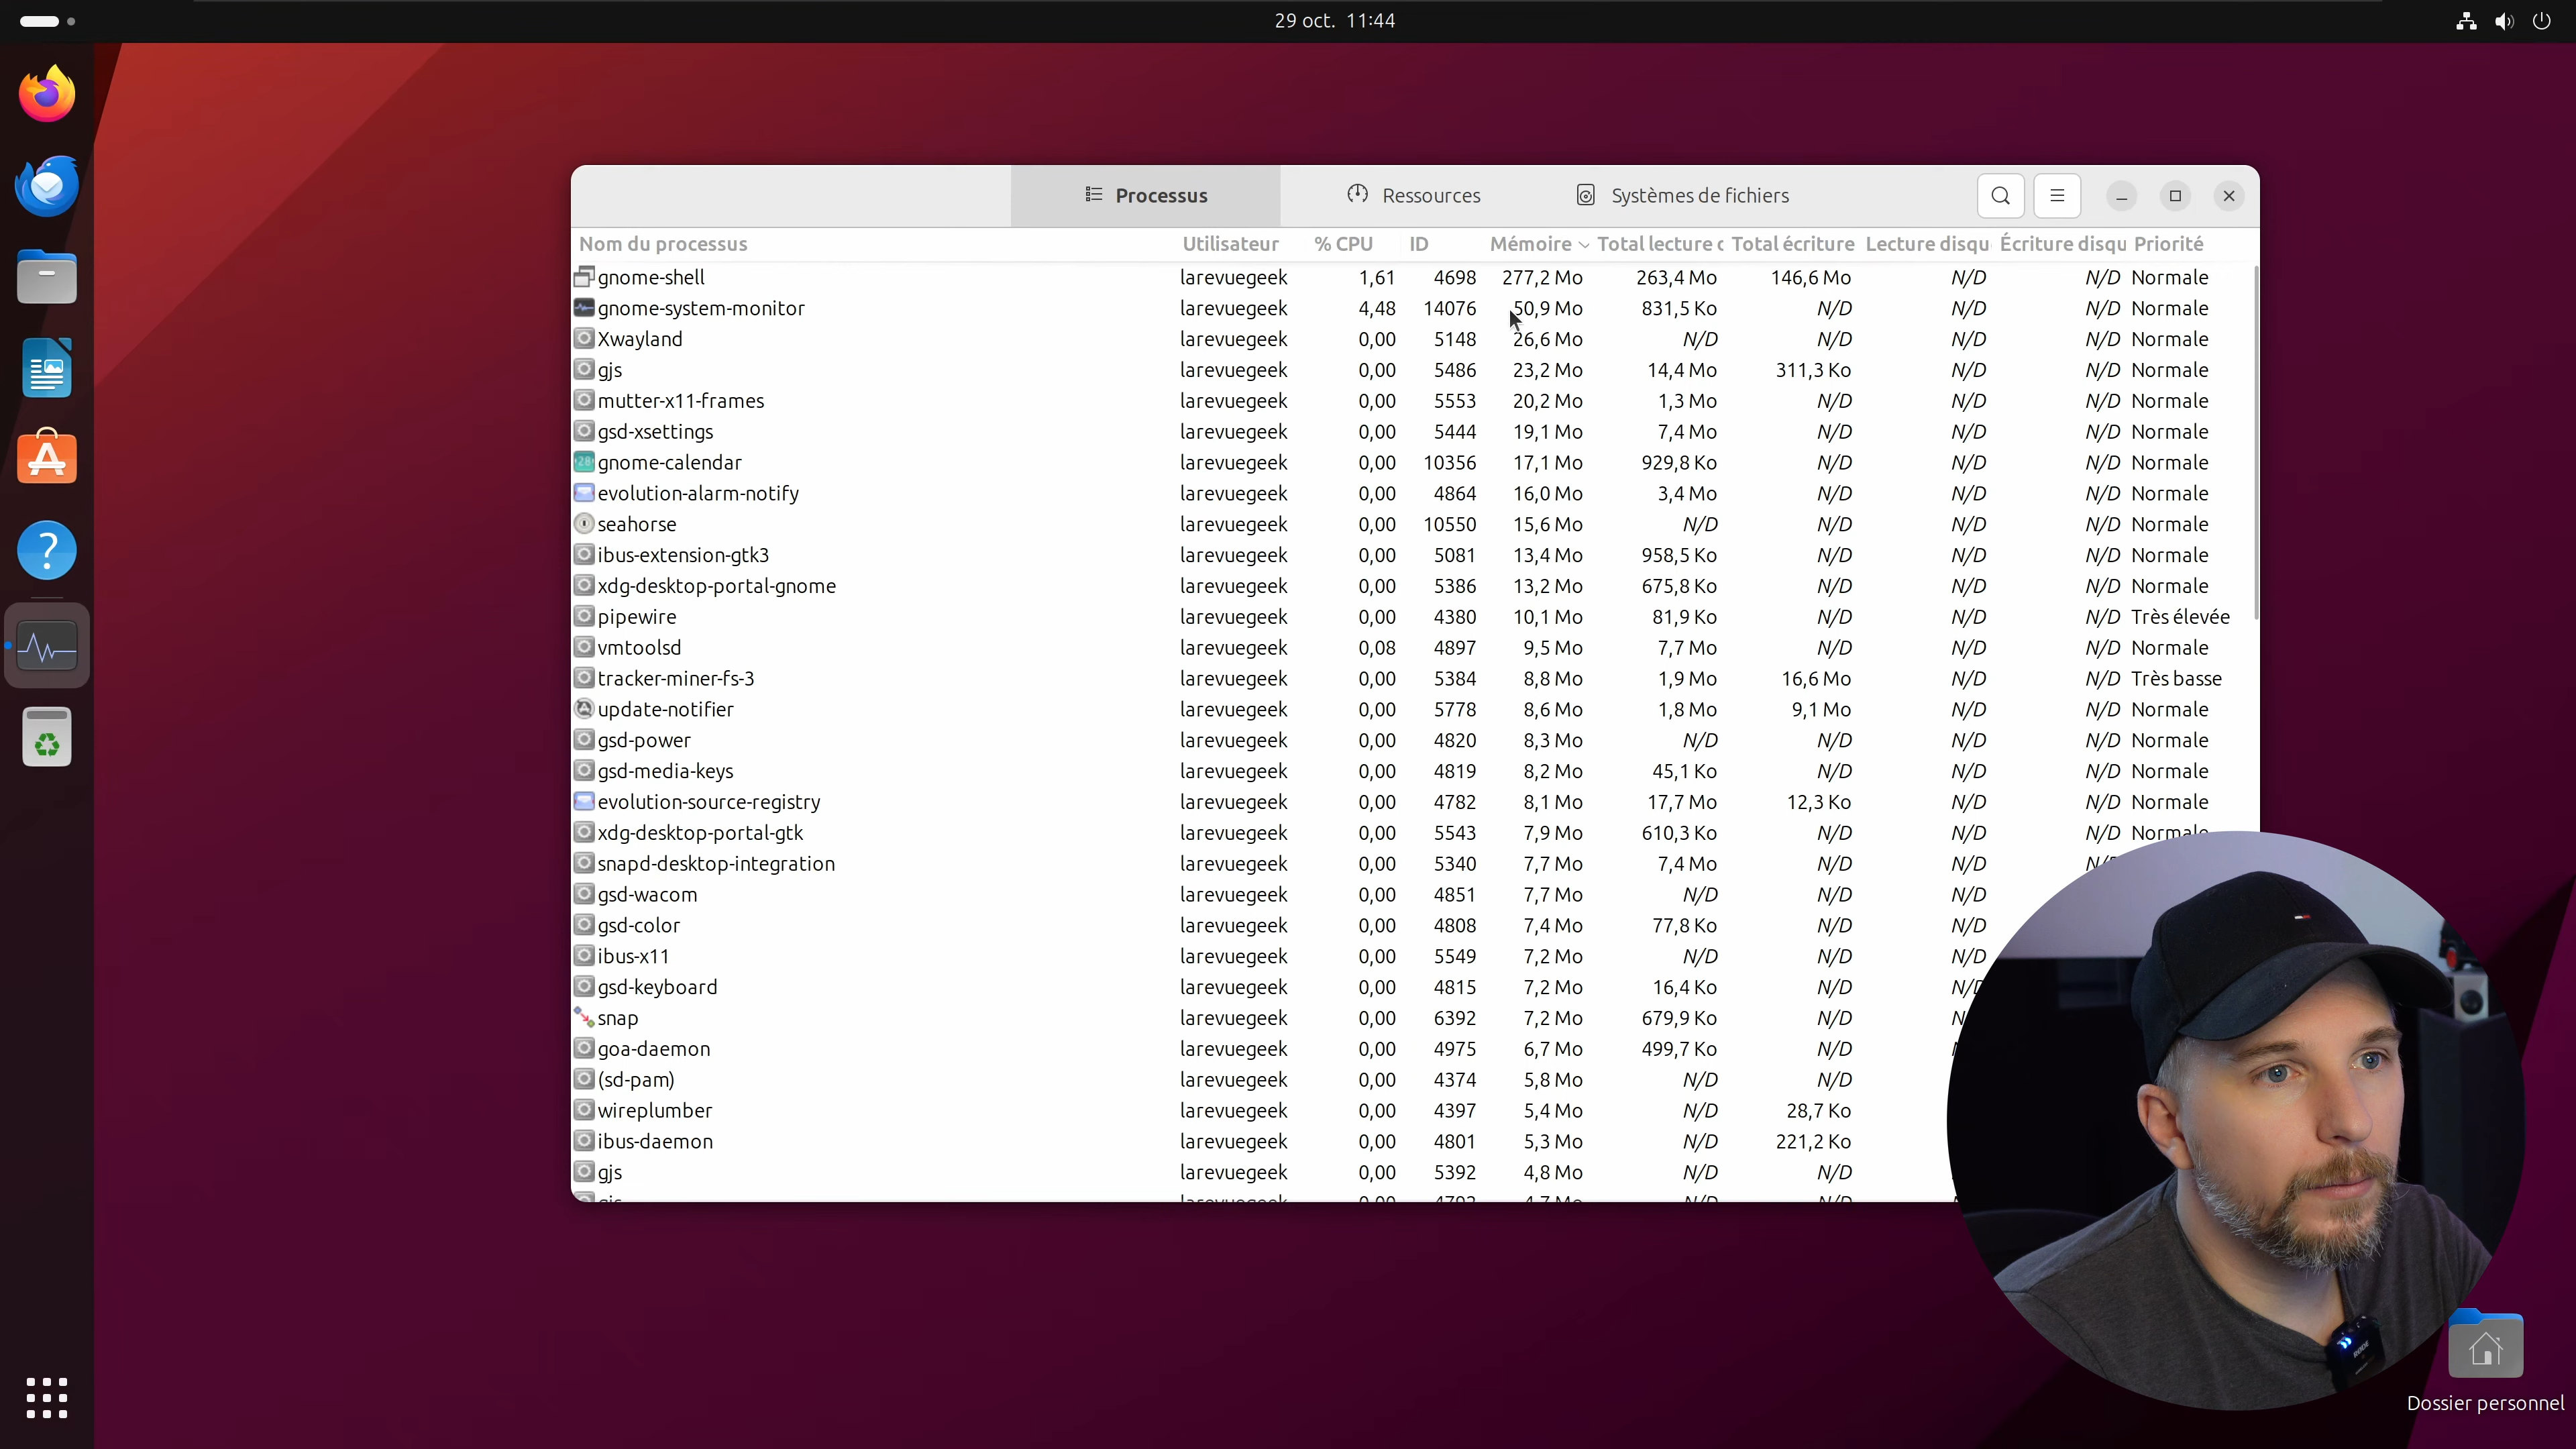 29 oct. 11:44
Processus Ressources Systèmes de fichiers
Nom du processus Utilisateur % CPU ID Mémoire Total lecture Total écriture Lecture Écriture Priorité
gnome-shell larevuegeek 1,61 4698 277,2 Mo 263,4 Mo 146,6 Mo N/D N/D Normale
gnome-system-monitor larevuegeek 4,48 14076 50,9 Mo 831,5 Ko N/D N/D N/D Normale
Xwayland larevuegeek 0,00 5148 26,6 Mo N/D N/D N/D N/D Normale
gjs larevuegeek 0,00 5486 23,2 Mo 14,4 Mo 311,3 Ko N/D N/D Normale
mutter-x11-frames larevuegeek 0,00 5553 20,2 Mo 1,3 Mo N/D N/D N/D Normale
gsd-xsettings larevuegeek 0,00 5444 19,1 Mo 7,4 Mo N/D N/D N/D Normale
gnome-calendar larevuegeek 0,00 10356 17,1 Mo 929,8 Ko N/D N/D N/D Normale
evolution-alarm-notify larevuegeek 0,00 4864 16,0 Mo 3,4 Mo N/D N/D N/D Normale
seahorse larevuegeek 0,00 10550 15,6 Mo N/D N/D N/D N/D Normale
ibus-extension-gtk3 larevuegeek 0,00 5081 13,4 Mo 958,5 Ko N/D N/D N/D Normale
xdg-desktop-portal-gnome larevuegeek 0,00 5386 13,2 Mo 675,8 Ko N/D N/D N/D Normale
pipewire larevuegeek 0,00 4380 10,1 Mo 81,9 Ko N/D N/D N/D Très élevée
vmtoolsd larevuegeek 0,08 4897 9,5 Mo 7,7 Mo N/D N/D N/D Normale
tracker-miner-fs-3 larevuegeek 0,00 5384 8,8 Mo 1,9 Mo 16,6 Mo N/D N/D Très basse
update-notifier larevuegeek 0,00 5778 8,6 Mo 1,8 Mo 9,1 Mo N/D N/D Normale
gsd-power larevuegeek 0,00 4820 8,3 Mo N/D N/D N/D N/D Normale
gsd-media-keys larevuegeek 0,00 4819 8,2 Mo 45,1 Ko N/D N/D N/D Normale
evolution-source-registry larevuegeek 0,00 4782 8,1 Mo 17,7 Mo 12,3 Ko N/D N/D Normale
xdg-desktop-portal-gtk larevuegeek 0,00 5543 7,9 Mo 610,3 Ko N/D N/D N/D Normale
snapd-desktop-integration larevuegeek 0,00 5340 7,7 Mo 7,4 Mo N/D N/D
gsd-wacom larevuegeek 0,00 4851 7,7 Mo N/D N/D N/D
gsd-color larevuegeek 0,00 4808 7,4 Mo 77,8 Ko N/D N/D
ibus-x11 larevuegeek 0,00 5549 7,2 Mo N/D N/D N/D
gsd-keyboard larevuegeek 0,00 4815 7,2 Mo 16,4 Ko N/D N/D
snap larevuegeek 0,00 6392 7,2 Mo 679,9 Ko N/D
goa-daemon larevuegeek 0,00 4975 6,7 Mo 499,7 Ko N/D
(sd-pam) larevuegeek 0,00 4374 5,8 Mo N/D N/D
wireplumber larevuegeek 0,00 4397 5,4 Mo N/D 28,7 Ko
ibus-daemon larevuegeek 0,00 4801 5,3 Mo N/D 221,2 Ko
gjs larevuegeek 0,00 5392 4,8 Mo N/D N/D
Dossier personnel